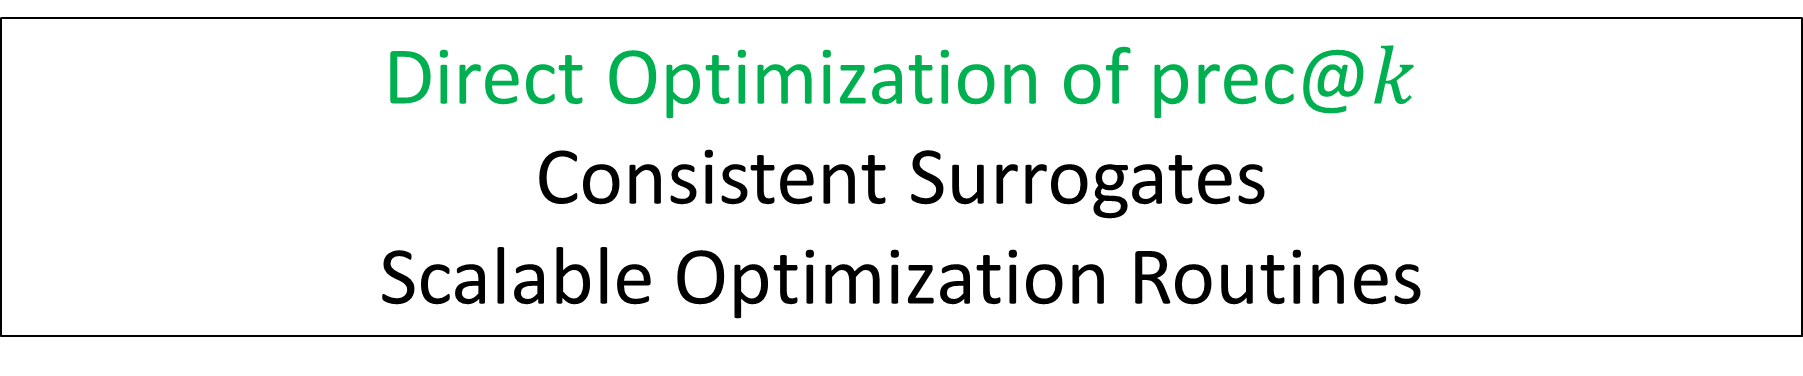 Direct Optimization of prec@k
Consistent Surrogates
Scalable Optimization Routines